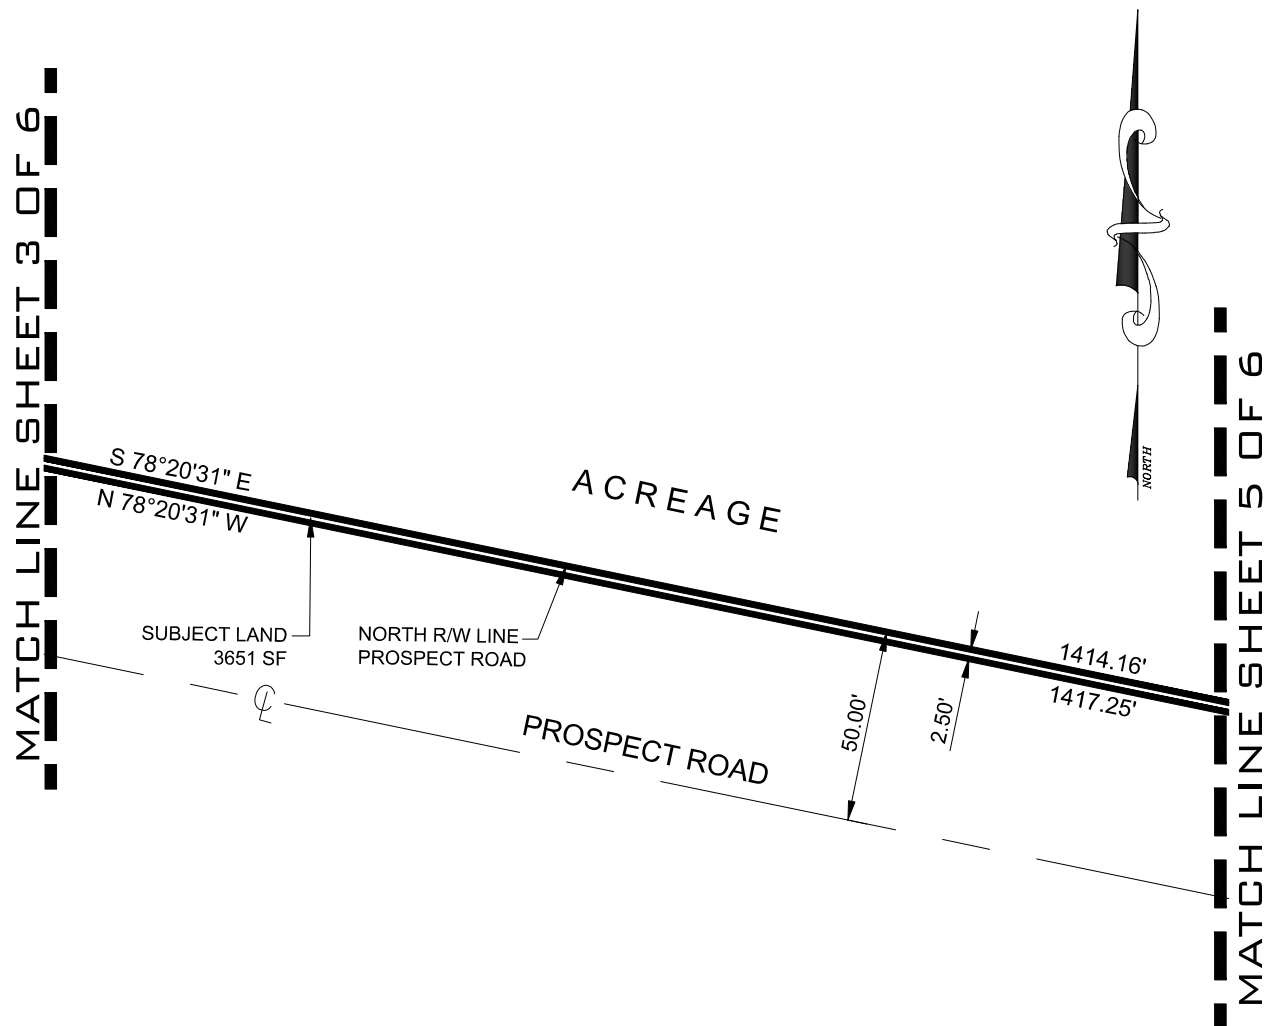 MATCH LINE SHEET 3 OF 6
NORTH
MATCH LINE SHEET 5 OF 6
S 78°20'31" E
N 78°20'31" W
ACREAGE
SUBJECT LAND
3651 SF
NORTH R/W LINE
PROSPECT ROAD
1414.16'
1417.25'
50.00'
2.50'
CL
PROSPECT ROAD